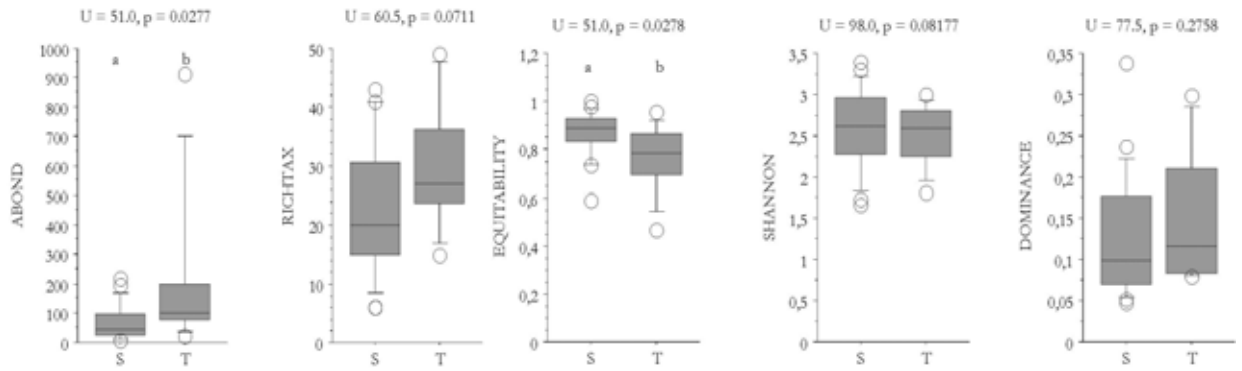 U = 51.0, p = 0.0277
a
b
1000
900
800
700
600
500
400
300
200
100
0
ABOND
S
T
U = 60.5, p = 0.0711
50
40
30
20
10
0
RICHTAX
S
T
U = 51.0, p = 0.0278
a
b
1,2
1
0,8
0,6
0,4
0,2
0
EQUITABILITY
S
T
U = 98.0, p = 0.08177
3,5
3
2,5
2
1,5
1
0,5
0
SHANNON
S
T
U = 77.5, p = 0.2758
0,35
0,3
0,25
0,2
0,15
0,1
0,05
0
DOMINANCE
S
T